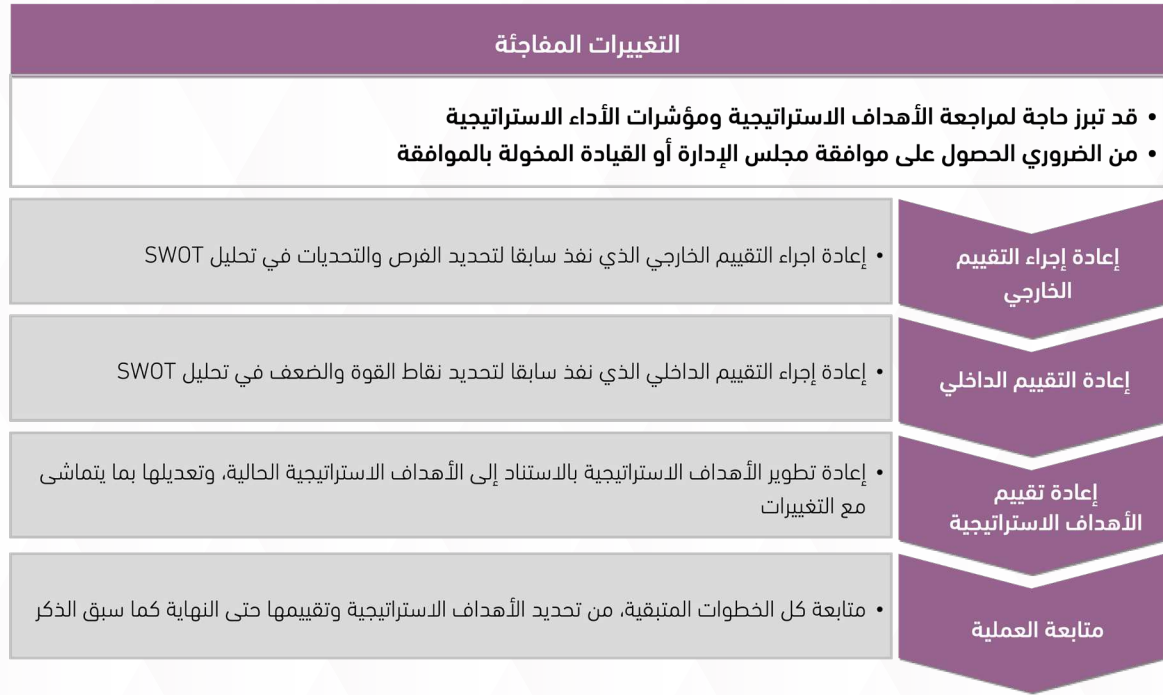 التغييرات المفاجئة
• قد تبرز حاجة لمراجعة الأهداف الاستراتيجية ومؤشرات الأداء الاستراتيجية
• من الضروري الحصول على موافقة مجلس الإدارة أو القيادة المخولة بالموافقة
إعادة إجراء التقييم
الخارجي
• إعادة اجراء التقييم الخارجي الذي نفذ سابقا لتحديد الفرص والتحديات في تحليل SWOT
إعادة التقييم الداخلي
• إعادة إجراء التقييم الداخلي الذي نفذ سابقا لتحديد نقاط القوة والضعف في تحليل SWOT
إعادة تقييم
الأهداف الاستراتيجية
• إعادة تطوير الأهداف الاستراتيجية بالاستناد إلى الأهداف الاستراتيجية الحالية، وتعديلها بما يتماشى
مع التغييرات
متابعة العملية
• متابعة كل الخطوات المتبقية، من تحديد الأهداف الاستراتيجية وتقييمها حتى النهاية كما سبق الذكر